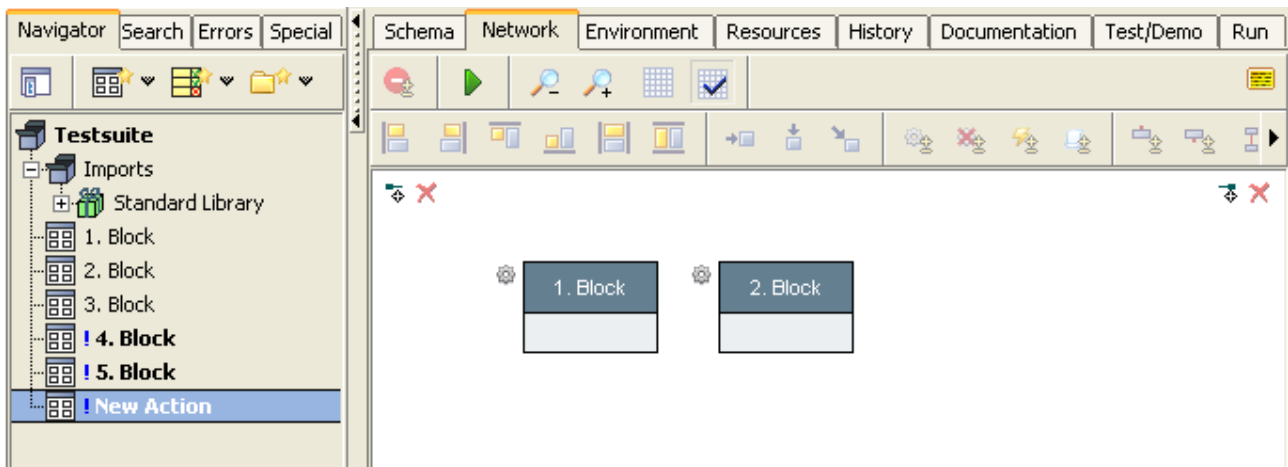 Navigator Search Errors Special
Schema Network Environment Resources History Documentation Test/Demo Run
Testsuite
Imports
Standard Library
1. Block
2. Block
3. Block
! 4. Block
! 5. Block
! New Action
1. Block
2. Block